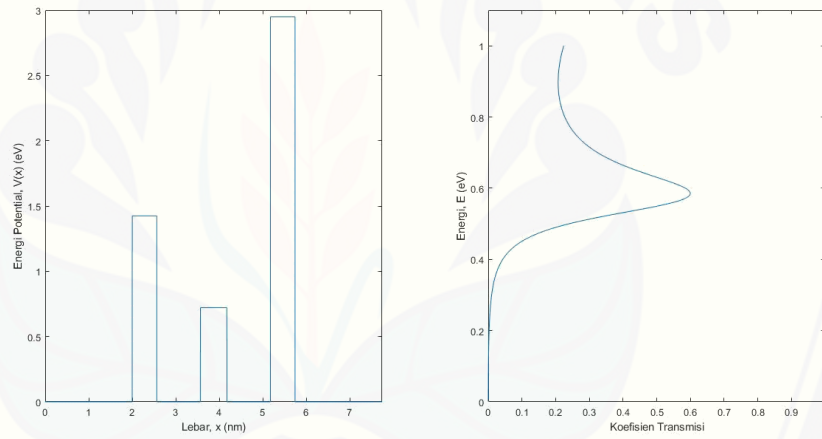 3
2.5
2
1.5
1
0.5
0
Energi Potential, V(x) (eV)
0 1 2 3 4 5 6 7
Lebar, x (nm)
1
0.8
0.6
0.4
0.2
0
Energi, E (eV)
0 0.1 0.2 0.3 0.4 0.5 0.6 0.7 0.8 0.9
Koefisien Transmisi